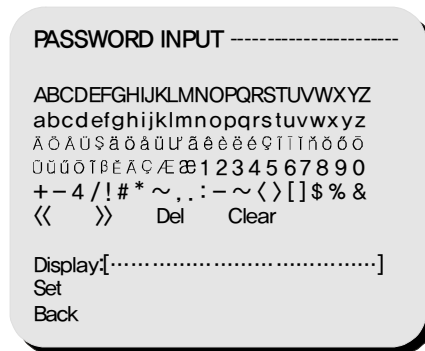 PASSWORD INPUT -----------------------
ABCDEFGHIJKLMNOPQRSTUVWXYZ
abcdefghijklmnopqrstuvwxyz
1234567890
+－4/!#*～,.:－～〈〉[]$%&
《 》 Del Clear
Display:[……………………………………]
Set
Back